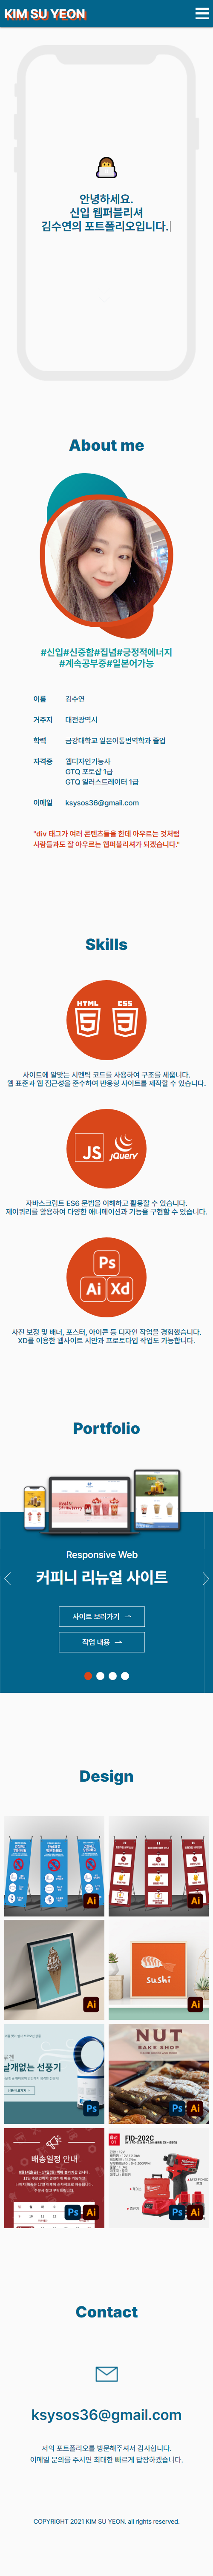 KIM SU YEON
안녕하세요.
신입 웹퍼블리셔
김수연의 포트폴리오입니다.
About me
#신입#신중함#집념#긍정적에너지
#계속공부중#일본어가능
이름 김수연
거주지 대전광역시
학력 금강대학교 일본어통번역학과 졸업
자격증 웹디자인기능사
GTQ 포토샵 1급
GTQ 일러스트레이터 1급
이메일 ksysos36@gmail.com
"div 태그가 여러 콘텐츠들을 한데 아우르는 것처럼
사람들과도 잘 아우르는 웹퍼블리셔가 되겠습니다."
Skills
HTML CSS
5 3
사이트에 알맞는 시멘틱 코드를 사용하여 구조를 세웁니다.
웹 표준과 웹 접근성을 준수하여 반응형 사이트를 제작할 수 있습니다.
JS jQuery
자바스크립트 ES6 문법을 이해하고 활용할 수 있습니다.
제이쿼리를 활용하여 다양한 애니메이션과 기능을 구현할 수 있습니다.
Ps
Ai Xd
사진 보정 및 배너, 포스터, 아이콘 등 디자인 작업을 경험했습니다.
XD를 이용한 웹사이트 시안과 프로토타입 작업도 가능합니다.
Portfolio
Responsive Web
커피니 리뉴얼 사이트
사이트 보러가기
작업 내용
Design
Ai
Ai
Ai
sushi
Ai
날개없는 선풍기
Ps
NUT
BAKE SHOP
Ps Ai
배송일정 안내
Ps Ai
FID-202C
Ps Ai
Contact
ksysos36@gmail.com
저의 포트폴리오를 방문해주셔서 감사합니다.
이메일 문의를 주시면 최대한 빠르게 답장하겠습니다.
COPYRIGHT 2021 KIM SU YEON. all rights reserved.